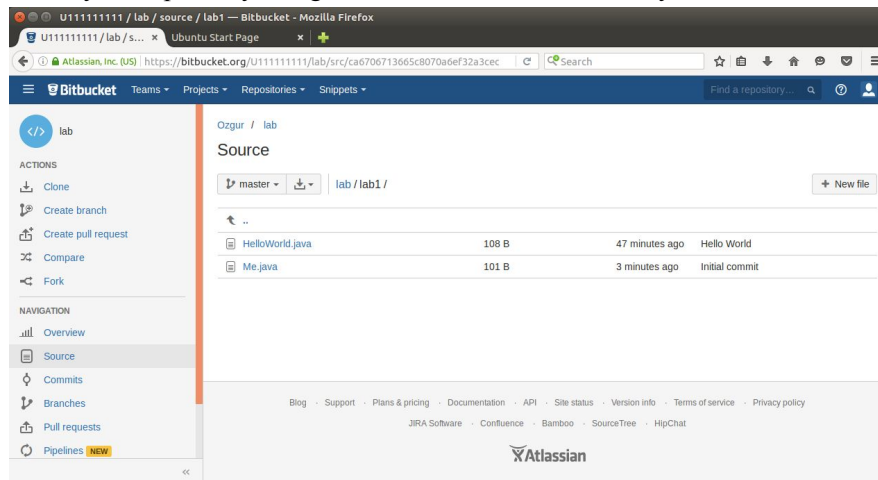 U111111111 / lab / source / lab1 — Bitbucket - Mozilla Firefox
U111111111 / lab / s... × Ubuntu Start Page ×
Atlassian, Inc. (US) https://bitbucket.org/U111111111/lab/src/ca6706713665c8070a6ef32a3cec Search
Bitbucket Teams Projects Repositories Snippets Find a repository...
lab
ACTIONS
Clone
Create branch
Create pull request
Compare
Fork
NAVIGATION
Overview
Source
Commits
Branches
Pull requests
Pipelines NEW
Ozgur / lab
Source
master lab / lab1 / + New file
..
HelloWorld.java 108 B 47 minutes ago Hello World
Me.java 101 B 3 minutes ago Initial commit
Blog · Support · Plans & pricing · Documentation · API · Site status · Version info · Terms of service · Privacy policy
JIRA Software · Confluence · Bamboo · SourceTree · HipChat
Atlassian